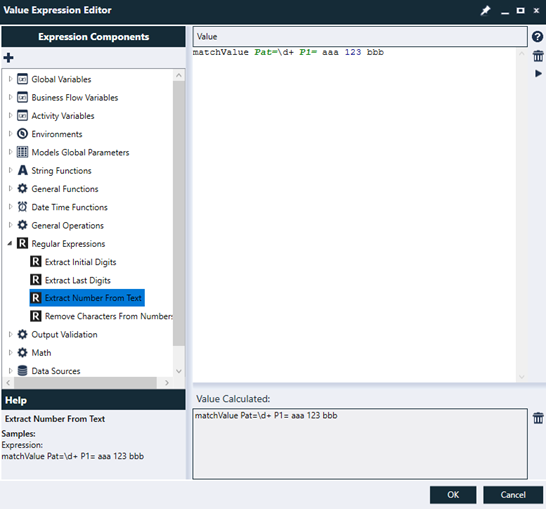 Value Expression Editor
Expression Components
Global Variables
Business Flow Variables
Activity Variables
Environments
Models Global Parameters
String Functions
General Functions
Date Time Functions
General Operations
Regular Expressions
Extract Initial Digits
Extract Last Digits
Extract Number From Text
Remove Characters From Numbers
Output Validation
Math
Data Sources
Help
Extract Number From Text
Samples:
Expression:
matchValue Pat=\d+ P1= aaa 123 bbb
Value
matchValue Pat=\d+ P1= aaa 123 bbb
Value Calculated:
matchValue Pat=\d+ P1= aaa 123 bbb
OK
Cancel